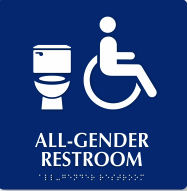 ALL-GENDER
RESTROOM
⠁⠇⠇⠤⠛⠑⠝⠙⠑⠗ ⠗⠑⠎⠞⠗⠕⠕⠍